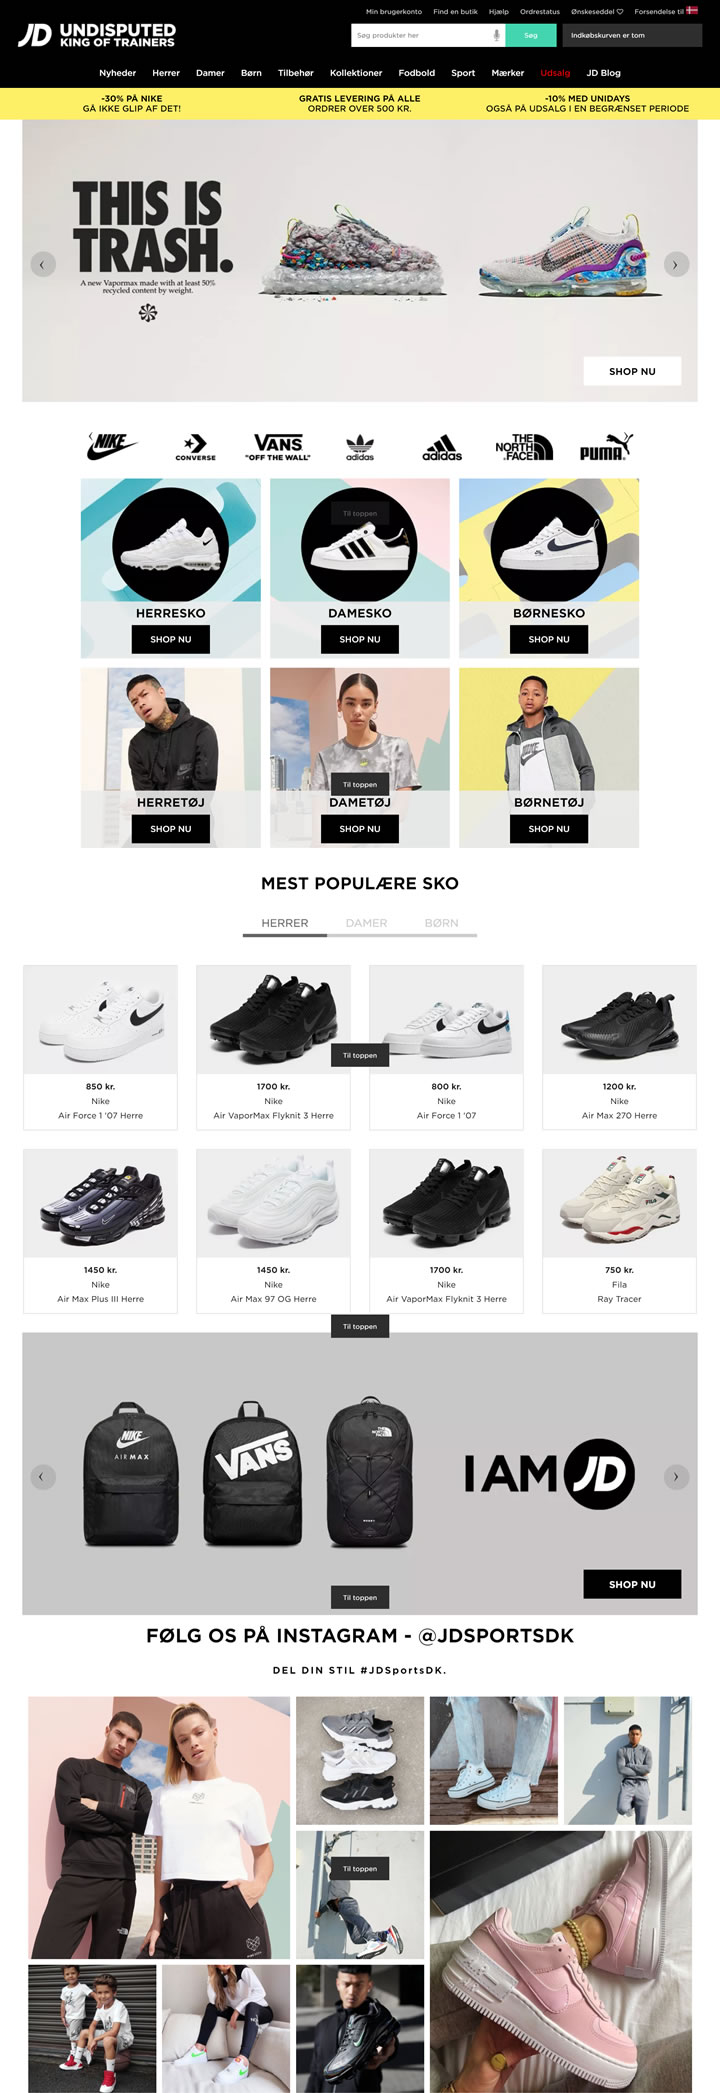 Min brugerkonto Find en butik Hjælp Ordrestatus Ønskeseddel Forsendelse til
JD UNDISPUTED
KING OF TRAINERS
Søg produkter her
Søg
Indkøbskurven er tom
Nyheder Herrer Damer Børn Tilbehør Kollektioner Fodbold Sport Mærker Udsalg JD Blog
-30% PÅ NIKE
GÅ IKKE GLIP AF DET!
GRATIS LEVERING PÅ ALLE
ORDRER OVER 500 KR.
-10% MED UNIDAYS
OGSÅ PÅ UDSALG I EN BEGRÆNSET PERIODE
THIS IS
TRASH.
A new Vapormax made with at least 50%
recycled content by weight.
SHOP NU
NIKE
CONVERSE
VANS
"OFF THE WALL"
adidas
adidas
THE
NORTH
FACE
PUMA
Til toppen
HERRESKO
SHOP NU
DAMESKO
SHOP NU
BØRNESKO
SHOP NU
Til toppen
HERRETØJ
SHOP NU
DAMETØJ
SHOP NU
BØRNETØJ
SHOP NU
MEST POPULÆRE SKO
HERRER DAMER BØRN
Til toppen
850 kr.
Nike
Air Force 1 '07 Herre
1700 kr.
Nike
Air VaporMax Flyknit 3 Herre
800 kr.
Nike
Air Force 1 '07
1200 kr.
Nike
Air Max 270 Herre
1450 kr.
Nike
Air Max Plus III Herre
1450 kr.
Nike
Air Max 97 OG Herre
1700 kr.
Nike
Air VaporMax Flyknit 3 Herre
750 kr.
Fila
Ray Tracer
Til toppen
NIKE
AIR MAX
VANS
THE
NORTH
FACE
I AM JD
SHOP NU
Til toppen
FØLG OS PÅ INSTAGRAM - @JDSPORTSDK
DEL DIN STIL #JDSportsDK.
Til toppen